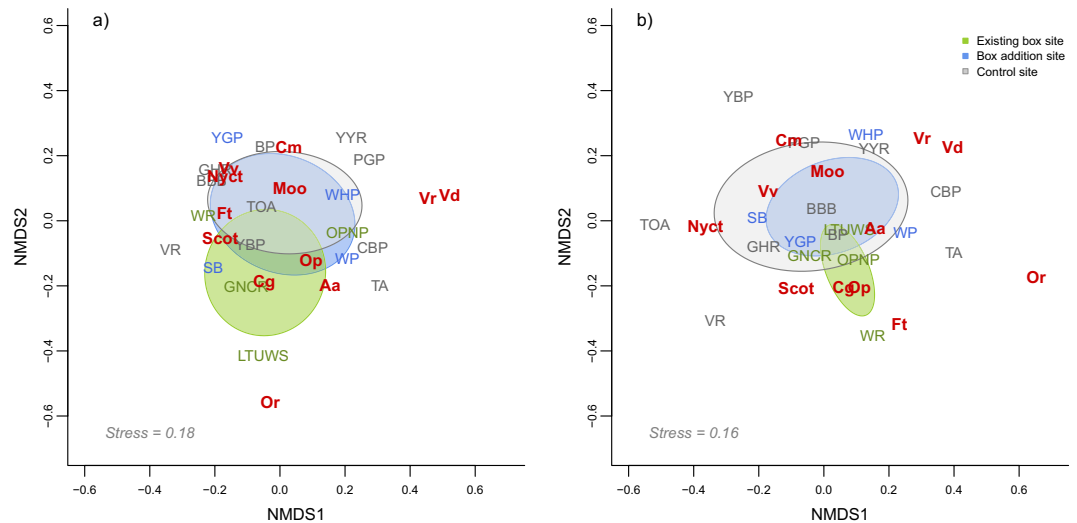 a)
0.6
0.4
0.2
0.0
−0.2
−0.4
−0.6
NMDS2
YGP
BP
Cm
YYR
PGP
GHR
Vv
Nyct
BBB
Moo
WHP
Vr
Vd
TOA
WR
Ft
OPNP
Scot
YBP
VR
CBP
SB
Op
WP
Cg
GNCR
Aa
TA
LTUWS
Or
Stress = 0.18
−0.6
−0.4
−0.2
0.0
0.2
0.4
0.6
NMDS1
b)
Existing box site
Box addition site
Control site
0.6
0.4
0.2
0.0
−0.2
−0.4
−0.6
NMDS2
YBP
Cm
PGP
WHP
YYR
Vr
Vd
Moo
Vv
CBP
BBB
SB
TOA
Nyct
LTUWS
Aa
BP
WP
YGP
GHR
GNCR
OPNP
TA
Or
Scot
Cg
Op
VR
Ft
WR
Stress = 0.16
−0.6
−0.4
−0.2
0.0
0.2
0.4
0.6
NMDS1